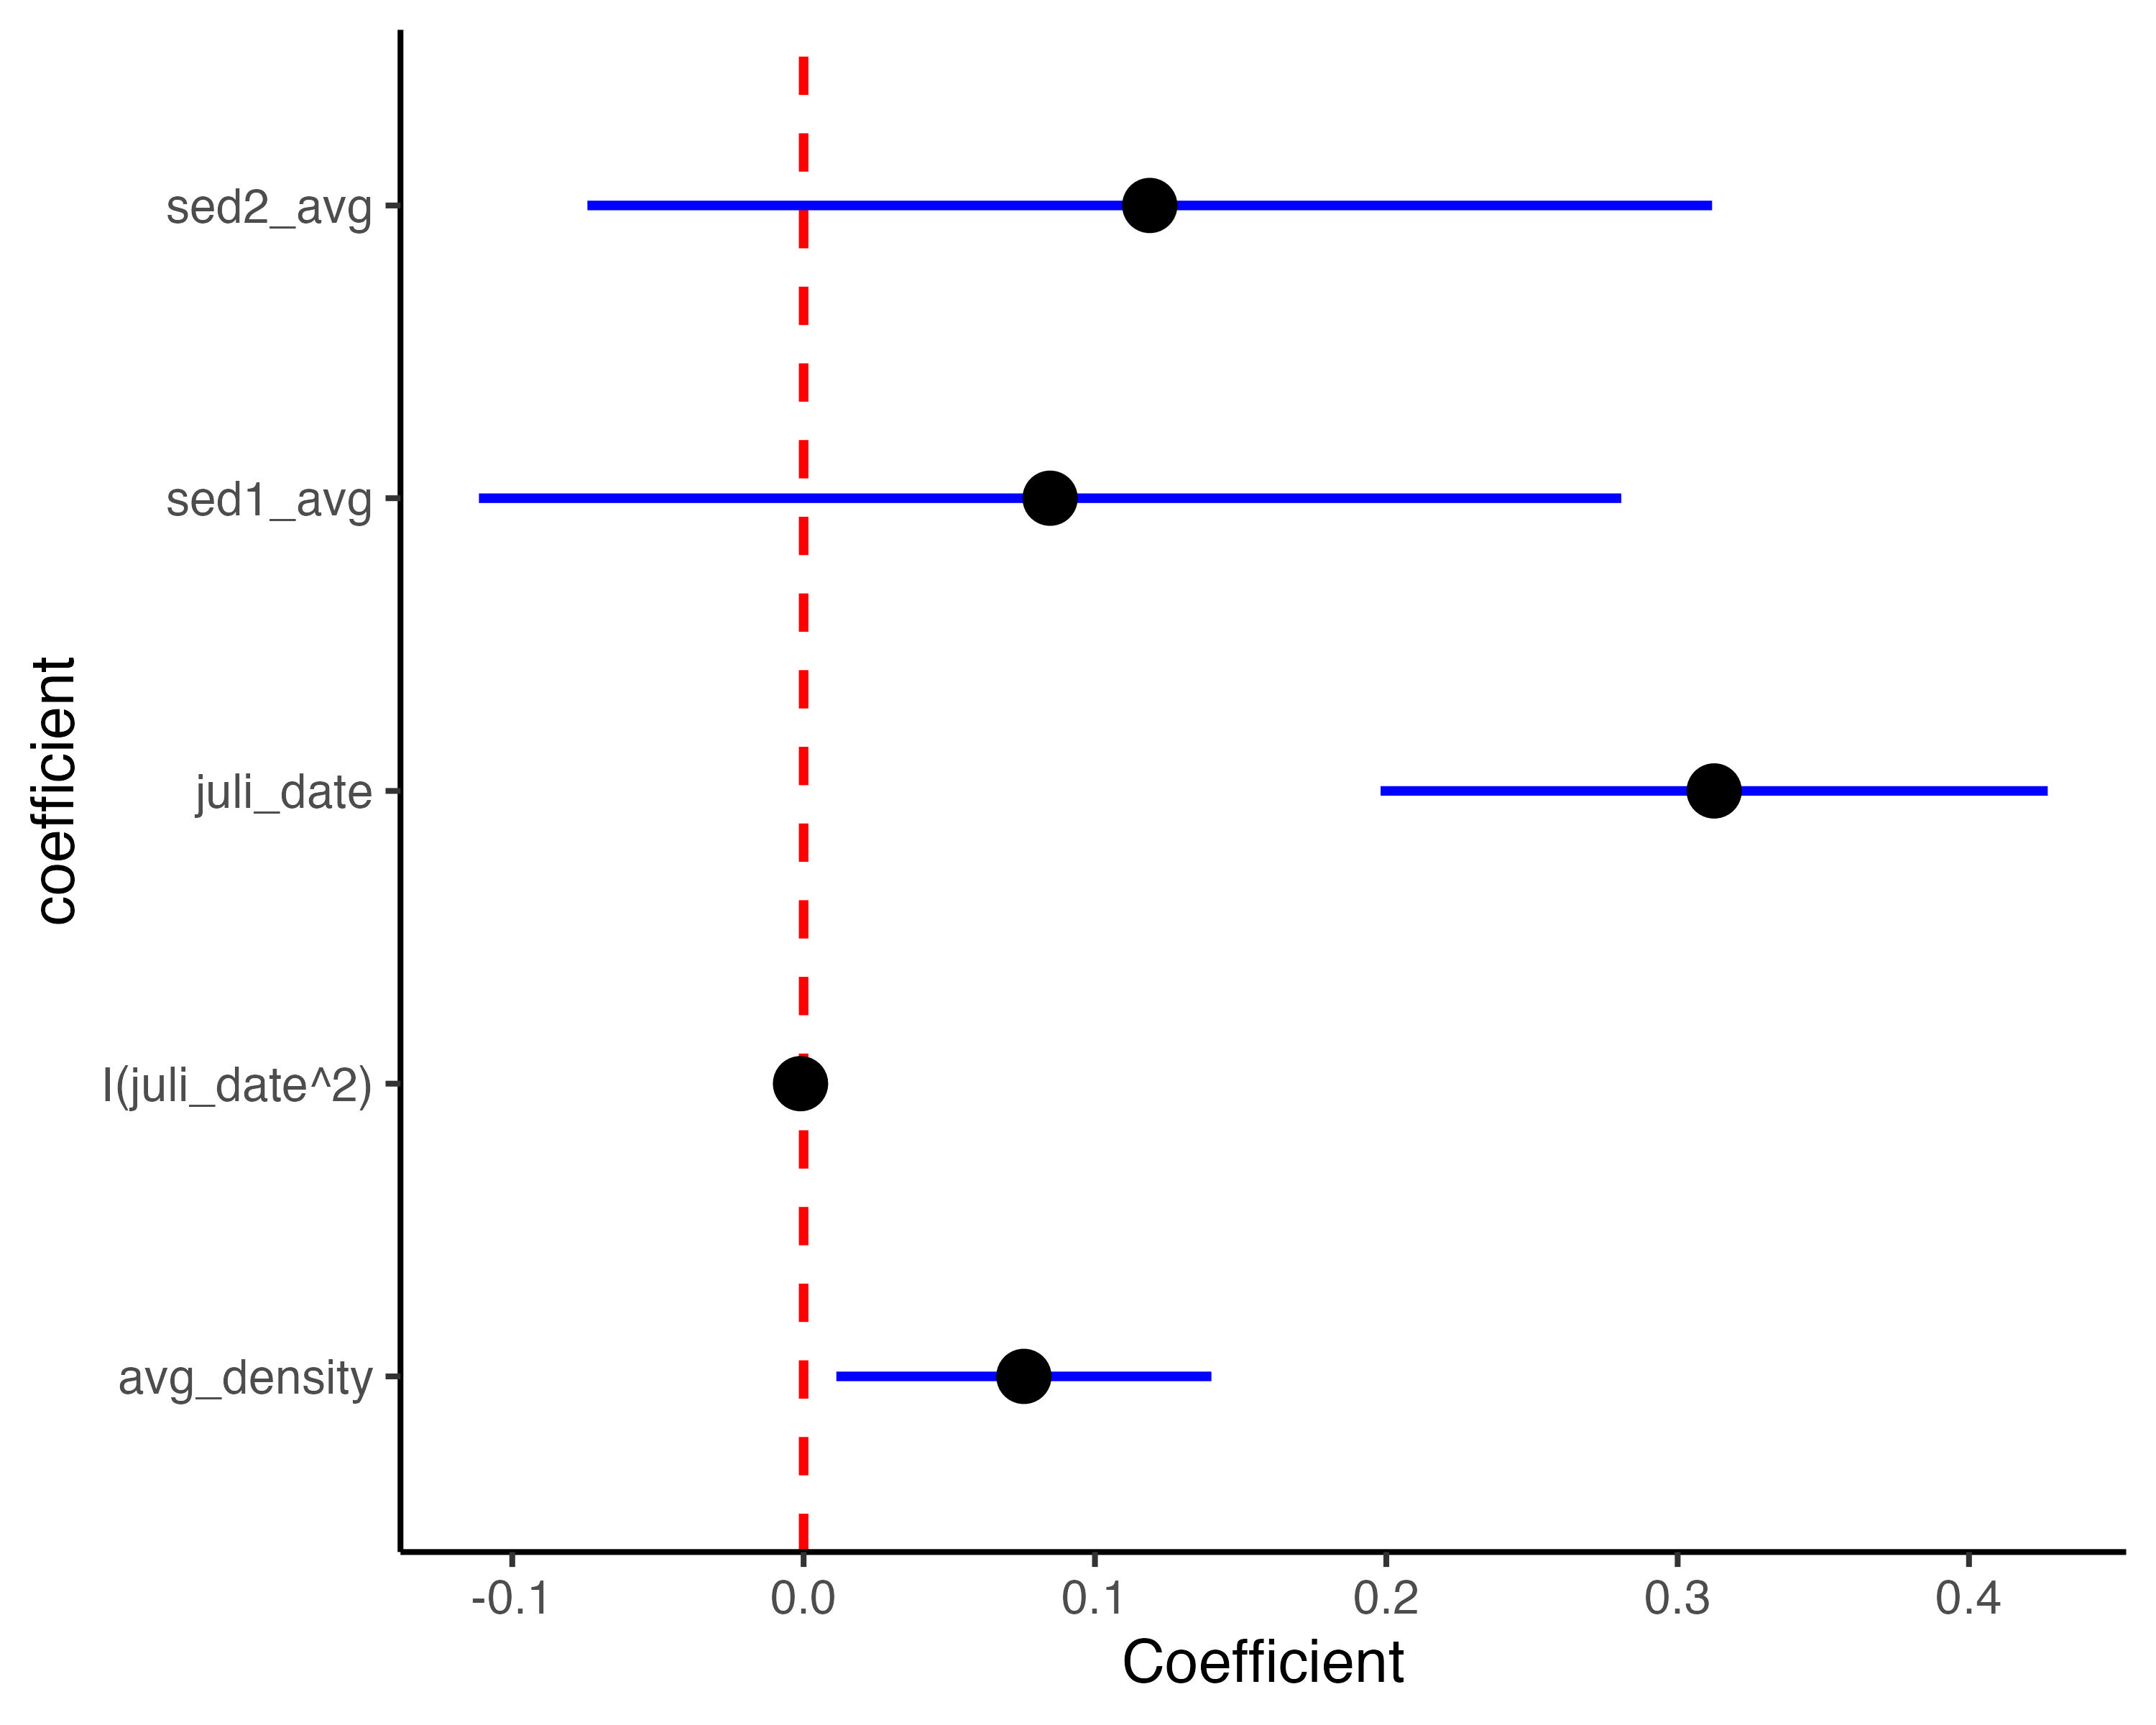 sed2_avg
sed1_avg
juli_date
I(juli_date^2)
avg_density
coefficient
-0.1 0.0 0.1 0.2 0.3 0.4
Coefficient